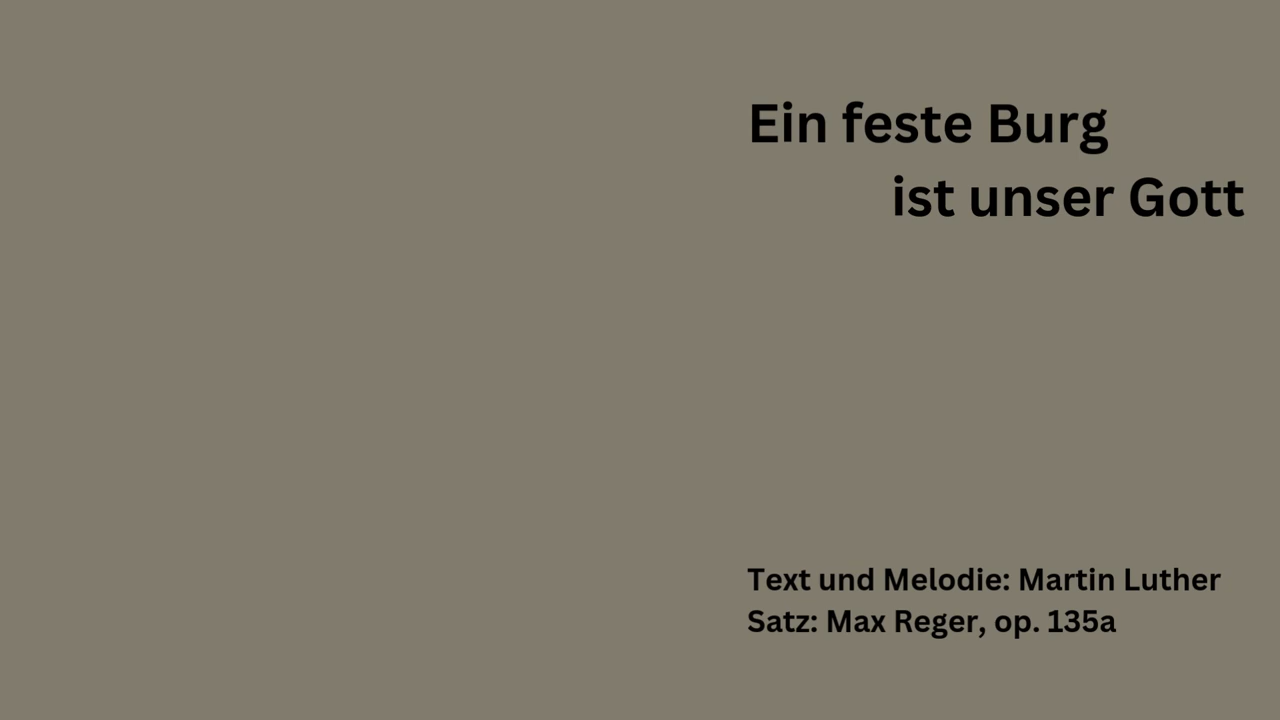 Ein feste Burg
ist unser Gott
Text und Melodie: Martin Luther
Satz: Max Reger, op. 135a